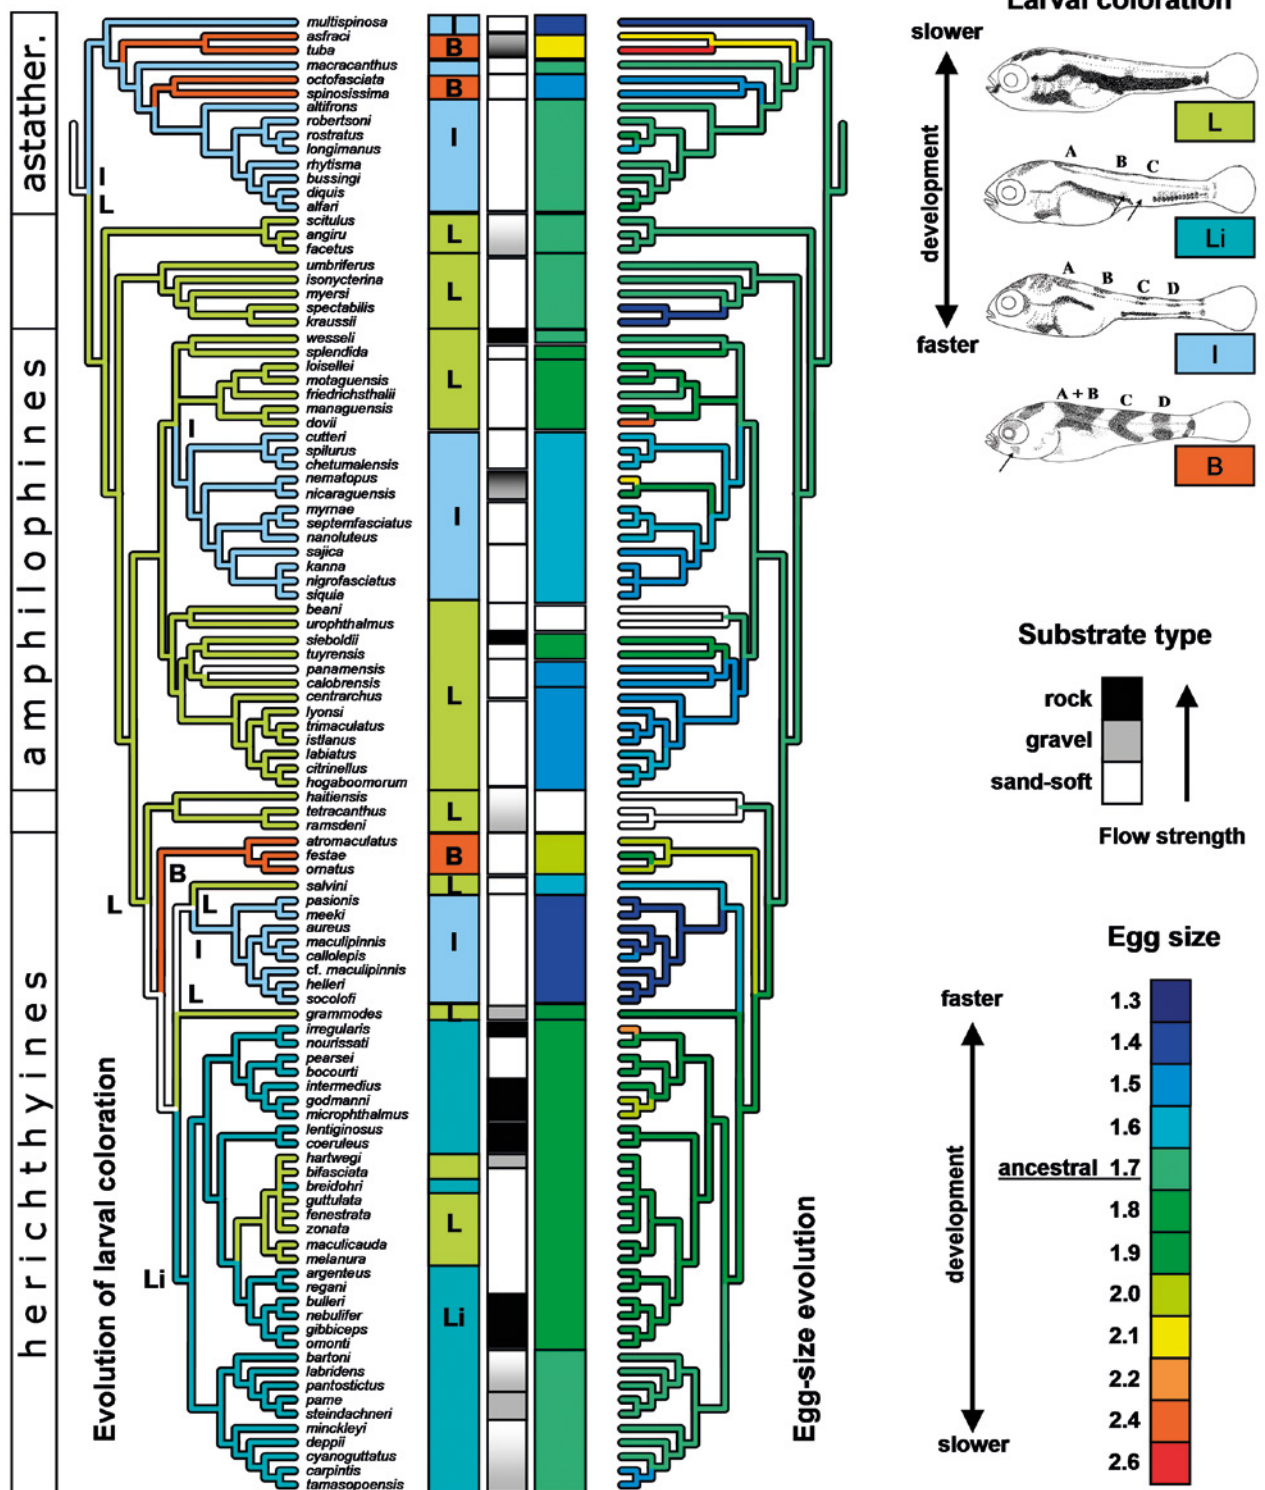 astather.
amphilophines
herichthyines
Evolution of larval coloration
I
L
I
L
B
L
I
L
Li
multispinosa
asfraci
tuba
macracanthus
octofasciata
spinosissima
altifrons
robertsoni
rostratus
longimanus
rhytisma
bussingi
diquis
alfari
scitulus
angiru
facetus
umbriferus
isonycterina
myersi
spectabilis
kraussii
wesseli
splendida
loisellei
motaguensis
friedrichsthalii
managuensis
dovii
cutteri
spilurus
chetumalensis
nematopus
nicaraguensis
myrnae
septemfasciatus
nanoluteus
sajica
kanna
nigrofasciatus
siquia
beani
urophthalmus
sieboldii
tuyrensis
panamensis
calobrensis
centrarchus
lyonsi
trimaculatus
istlanus
labiatus
citrinellus
hogaboomorum
haitiensis
tetracanthus
ramsdeni
atromaculatus
festae
ornatus
salvini
pasionis
meeki
aureus
maculipinnis
callolepis
cf. maculipinnis
helleri
socolofi
grammodes
irregularis
nourissati
pearsei
bocourti
intermedius
godmanni
microphthalmus
lentiginosus
coeruleus
hartwegi
bifasciata
breidohri
guttulata
fenestrata
zonata
maculicauda
melanura
argenteus
regani
bulleri
nebulifer
gibbiceps
omonti
bartoni
labridens
pantostictus
pame
steindachneri
minckleyi
deppii
cyanoguttatus
carpintis
tamasopoensis
I
B
B
I
L
L
L
I
L
L
B
L
I
L
L
Li
Egg-size evolution
Larval coloration
slower
development
faster
L
A B C
Li
A B C D
I
A + B C D
B
Substrate type
rock
gravel
sand-soft
Flow strength
Egg size
faster
development
slower
1.3
1.4
1.5
1.6
ancestral 1.7
1.8
1.9
2.0
2.1
2.2
2.4
2.6